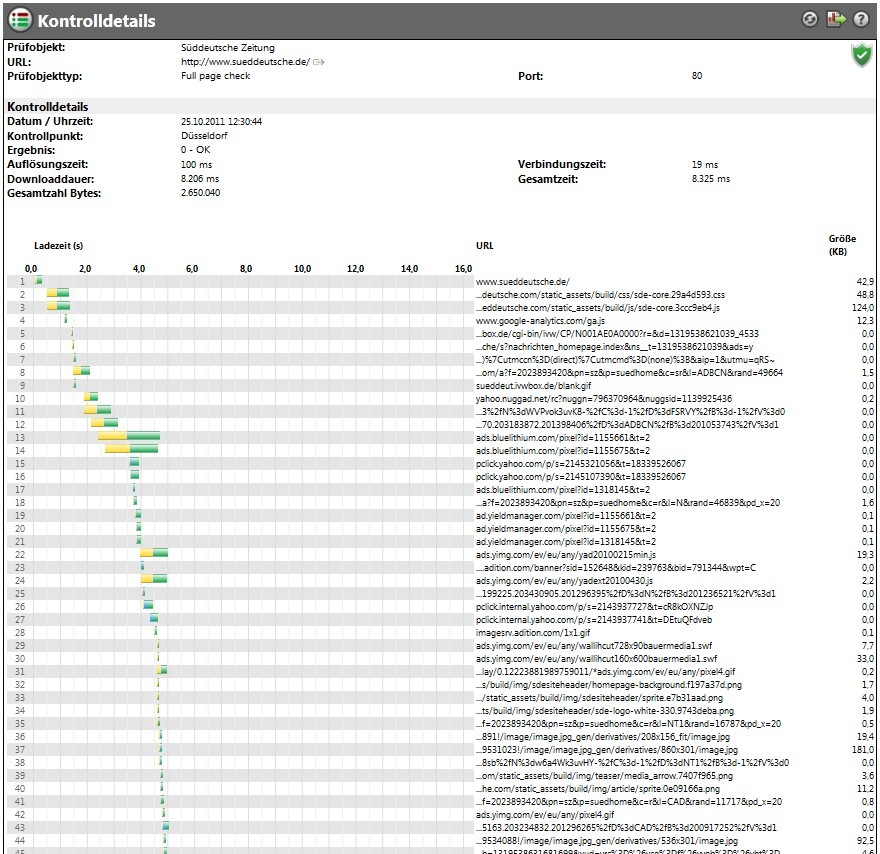 Kontrolldetails
Prüfobjekt: Süddeutsche Zeitung
URL: http://www.sueddeutsche.de/
Prüfobjekttyp: Full page check Port: 80
Kontrolldetails
Datum / Uhrzeit: 25.10.2011 12:30:44
Kontrollpunkt: Düsseldorf
Ergebnis: 0 - OK
Auflösungszeit: 100 ms Verbindungszeit: 19 ms
Downloaddauer: 8.206 ms Gesamtzeit: 8.325 ms
Gesamtzahl Bytes: 2.650.040
Ladezeit (s) URL Größe (KB)
0,0 2,0 4,0 6,0 8,0 10,0 12,0 14,0 16,0
1 www.sueddeutsche.de/ 42,9
2 ...deutsche.com/static_assets/build/css/sde-core.29a4d593.css 48,8
3 ...eddeutsche.com/static_assets/build/js/sde-core.3ccc9eb4.js 124,0
4 www.google-analytics.com/ga.js 12,3
5 ...box.de/cgi-bin/ivw/CP/N001AE0A0000?r=&d=1319538621039_4533 0,0
6 ...che/s?nachrichten_homepage.index&ns__t=1319538621039&ads=y 0,0
7 ...)%7Cutmccn%3D(direct)%7Cutmcmd%3D(none)%3B&aip=1&utmu=qRS~ 0,0
8 ...om/a?f=2023893420&pn=sz&p=suedhome&c=sr&l=ADBCN&rand=49664 1,5
9 sueddeut.ivwbox.de/blank.gif 0,0
10 yahoo.nuggad.net/rc?nuggn=796370964&nuggsid=1139925436 0,2
11 ...3%2fN%3dWVPvok3uvK8-%2fC%3d-1%2fD%3dFSRVY%2fB%3d-1%2fV%3d0 0,0
12 ...70.203183872.201398406%2fD%3dADBCN%2fB%3d201053743%2fV%3d1 0,0
13 ads.bluelithium.com/pixel?id=1155661&t=2 0,0
14 ads.bluelithium.com/pixel?id=1155675&t=2 0,0
15 pclick.yahoo.com/p/s=2145321056&t=18339526067 0,0
16 pclick.yahoo.com/p/s=2145107390&t=18339526067 0,0
17 ads.bluelithium.com/pixel?id=1318145&t=2 0,0
18 ...a?f=2023893420&pn=sz&p=suedhome&c=r&l=N&rand=46839&pd_x=20 1,6
19 ad.yieldmanager.com/pixel?id=1155661&t=2 0,1
20 ad.yieldmanager.com/pixel?id=1155675&t=2 0,1
21 ad.yieldmanager.com/pixel?id=1318145&t=2 0,1
22 ads.yimg.com/ev/eu/any/yad20100215min.js 19,3
23 ...adition.com/banner?sid=152648&kid=239763&bid=791344&wpt=C 0,0
24 ads.yimg.com/ev/eu/any/yadext20100430.js 2,2
25 ...199225.203430905.201296395%2fD%3dN%2fB%3d201236521%2fV%3d1 0,0
26 pclick.internal.yahoo.com/p/s=2143937727&t=cR8kOXNZJp 0,0
27 pclick.internal.yahoo.com/p/s=2143937741&t=DEtuQFdveb 0,0
28 imagesrv.adition.com/1x1.gif 0,1
29 ads.yimg.com/ev/eu/any/wallihcut728x90bauermedia1.swf 7,7
30 ads.yimg.com/ev/eu/any/wallihcut160x600bauermedia1.swf 33,0
31 ...lay/0.12223881989759011/*ads.yimg.com/ev/eu/any/pixel4.gif 0,2
32 ...s/build/img/sdesiteheader/homepage-background.f197a37d.png 1,7
33 .../static_assets/build/img/sdesiteheader/sprite.e7b31aad.png 4,0
34 ...ts/build/img/sdesiteheader/sde-logo-white-330.9743deba.png 1,9
35 ...f=2023893420&pn=sz&p=suedhome&c=r&l=NT1&rand=16787&pd_x=20 0,5
36 ...891!/image/image.jpg_gen/derivatives/208x156_fit/image.jpg 19,4
37 ...9531023!/image/image.jpg_gen/derivatives/860x301/image.jpg 181,0
38 ...8sb%2fN%3dw6a4Wk3uvHY-%2fC%3d-1%2fD%3dNT1%2fB%3d-1%2fV%3d0 0,0
39 ...om/static_assets/build/img/teaser/media_arrow.7407f965.png 3,6
40 ...he.com/static_assets/build/img/article/sprite.0e09166a.png 11,2
41 ...f=2023893420&pn=sz&p=suedhome&c=r&l=CAD&rand=11717&pd_x=20 0,8
42 ads.yimg.com/ev/eu/any/pixel4.gif 0,0
43 ...5163.203234832.201296265%2fD%3dCAD%2fB%3d200917252%2fV%3d1 0,0
44 ...9534088!/image/image.jpg_gen/derivatives/536x301/image.jpg 92,5